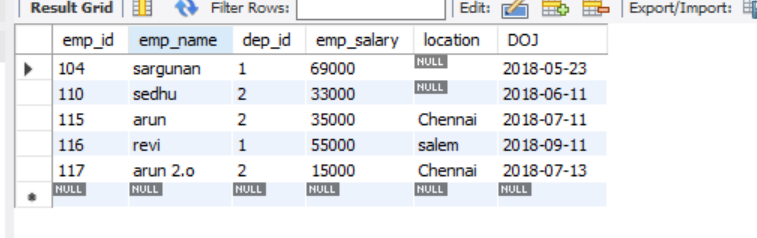 Result Grid Filter Rows: Edit: Export/Import:
emp_id emp_name dep_id emp_salary location DOJ
104 sargunan 1 69000 NULL 2018-05-23
110 sedhu 2 33000 NULL 2018-06-11
115 arun 2 35000 Chennai 2018-07-11
116 revi 1 55000 salem 2018-09-11
117 arun 2.o 2 15000 Chennai 2018-07-13
NULL NULL NULL NULL NULL NULL